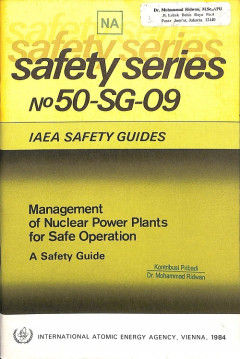 NA
Dr. Mohammad Ridwan, M.Sc., APU
safety series
safety series
No 50-SG-O9
IAEA SAFETY GUIDES
Management
of Nuclear Power Plants
for Safe Operation
A Safety Guide
Kontribusi Pribadi
Dr. Mohammad Ridwan
INTERNATIONAL ATOMIC ENERGY AGENCY, VIENNA, 1984